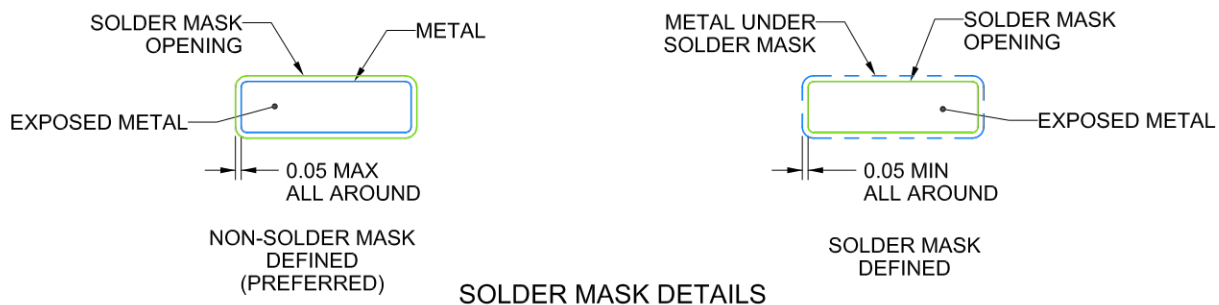 SOLDER MASK
OPENING
METAL
EXPOSED METAL
0.05 MAX
ALL AROUND
NON-SOLDER MASK
DEFINED
(PREFERRED)
METAL UNDER
SOLDER MASK
SOLDER MASK
OPENING
EXPOSED METAL
0.05 MIN
ALL AROUND
SOLDER MASK
DEFINED
SOLDER MASK DETAILS